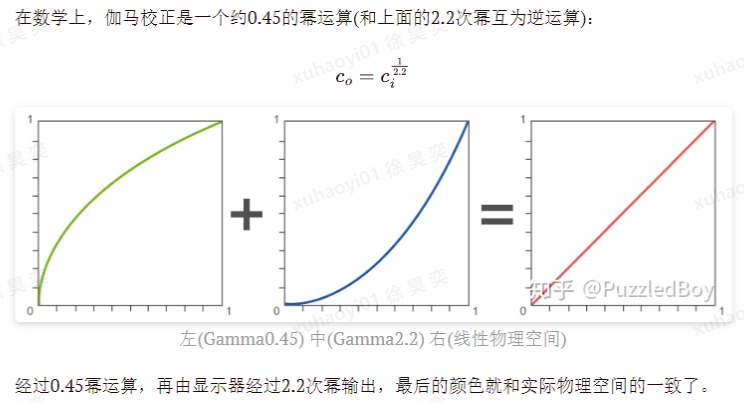 在数学上，伽马校正是一个约0.45的幂运算(和上面的2.2次幂互为逆运算)：
c_o = c_i^{\frac{1}{2.2}}
1 1 1
+ =
0 1 0 1 0 1
知乎 @PuzzledBoy
左(Gamma0.45) 中(Gamma2.2) 右(线性物理空间)
经过0.45幂运算，再由显示器经过2.2次幂输出，最后的颜色就和实际物理空间的一致了。
xuhaoyi01 徐昊奕